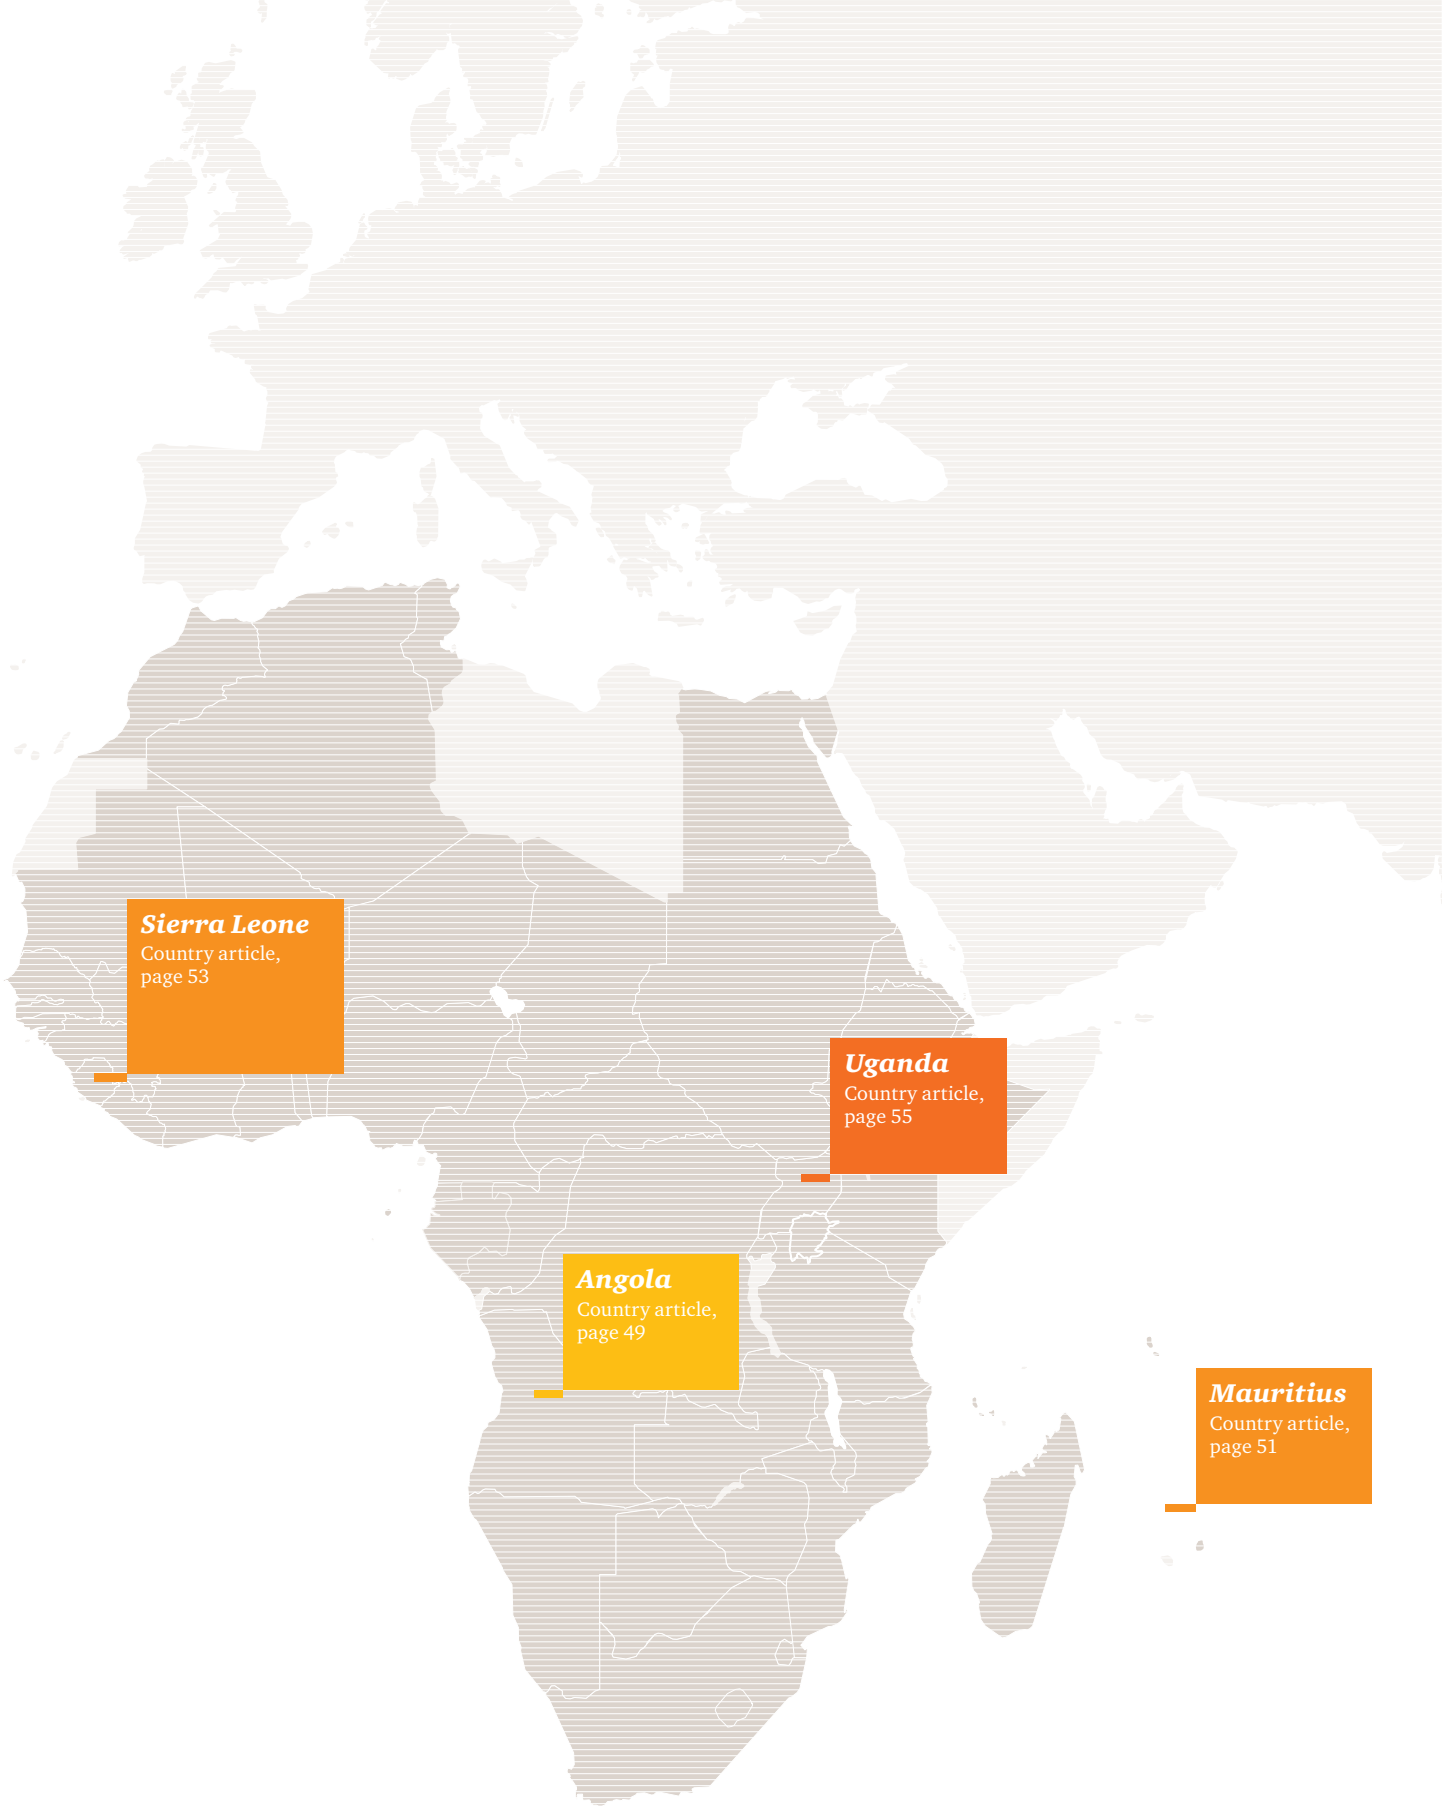 Sierra Leone
Country article,
page 53
Uganda
Country article,
page 55
Angola
Country article,
page 49
Mauritius
Country article,
page 51